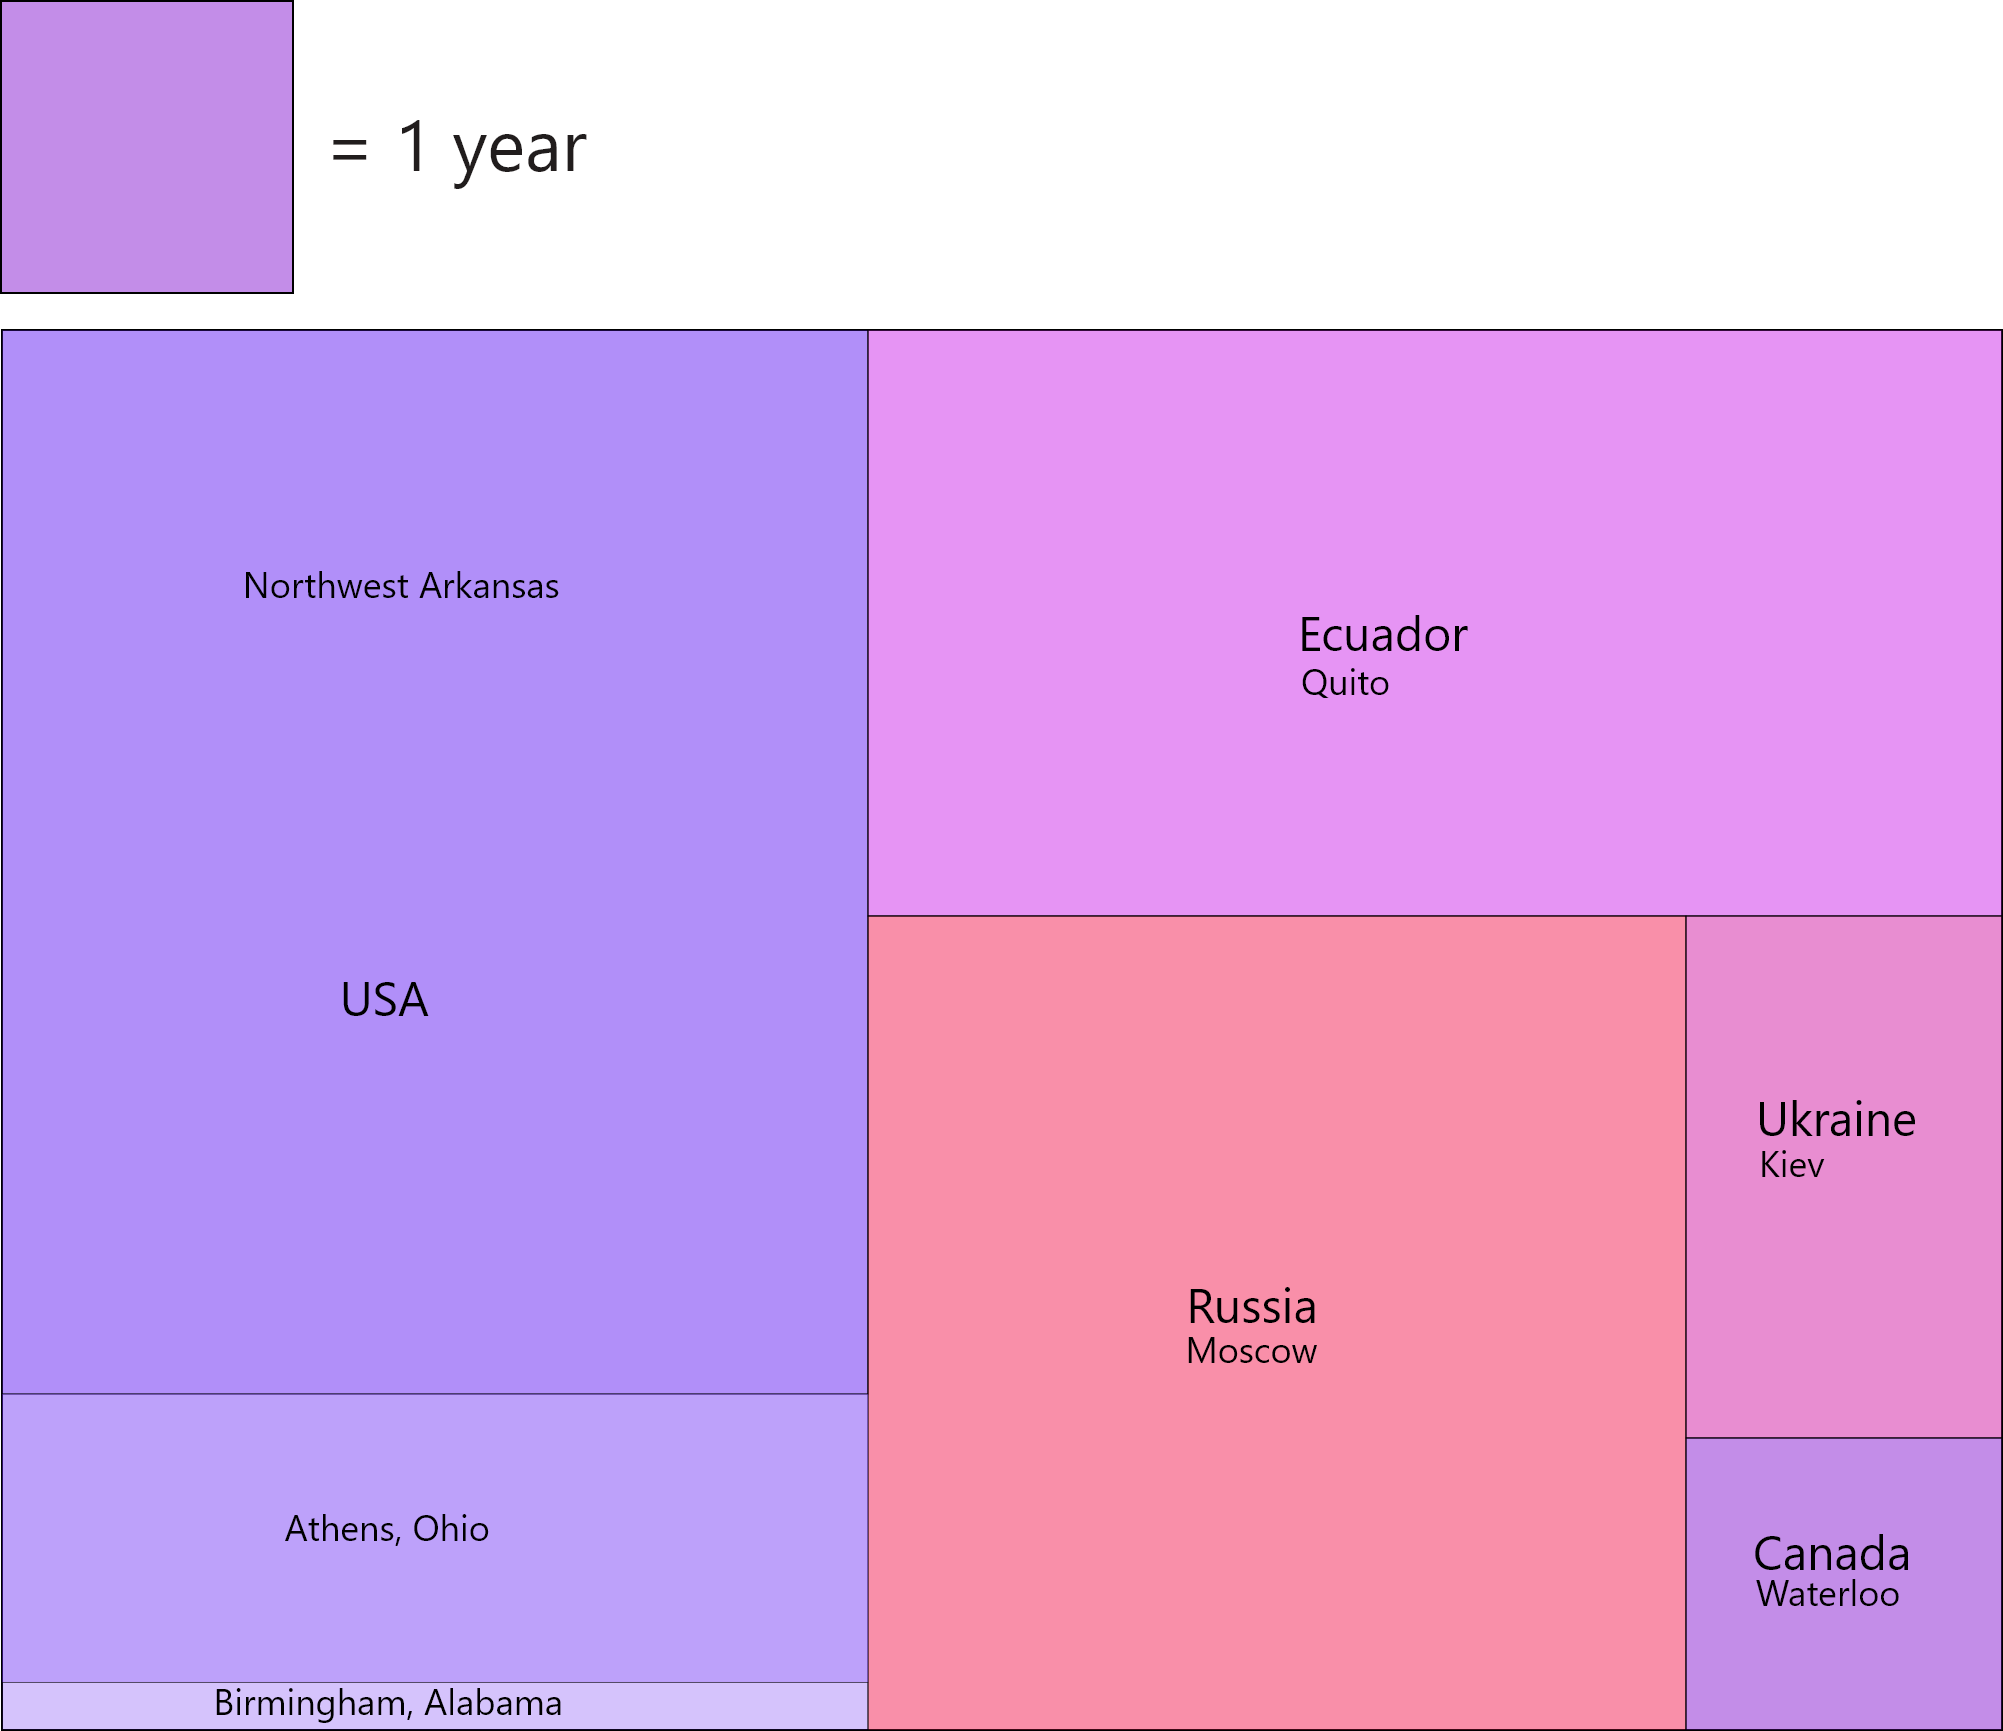 = 1 year
Northwest Arkansas
USA
Athens, Ohio
Birmingham, Alabama
Ecuador
Quito
Russia
Moscow
Ukraine
Kiev
Canada
Waterloo